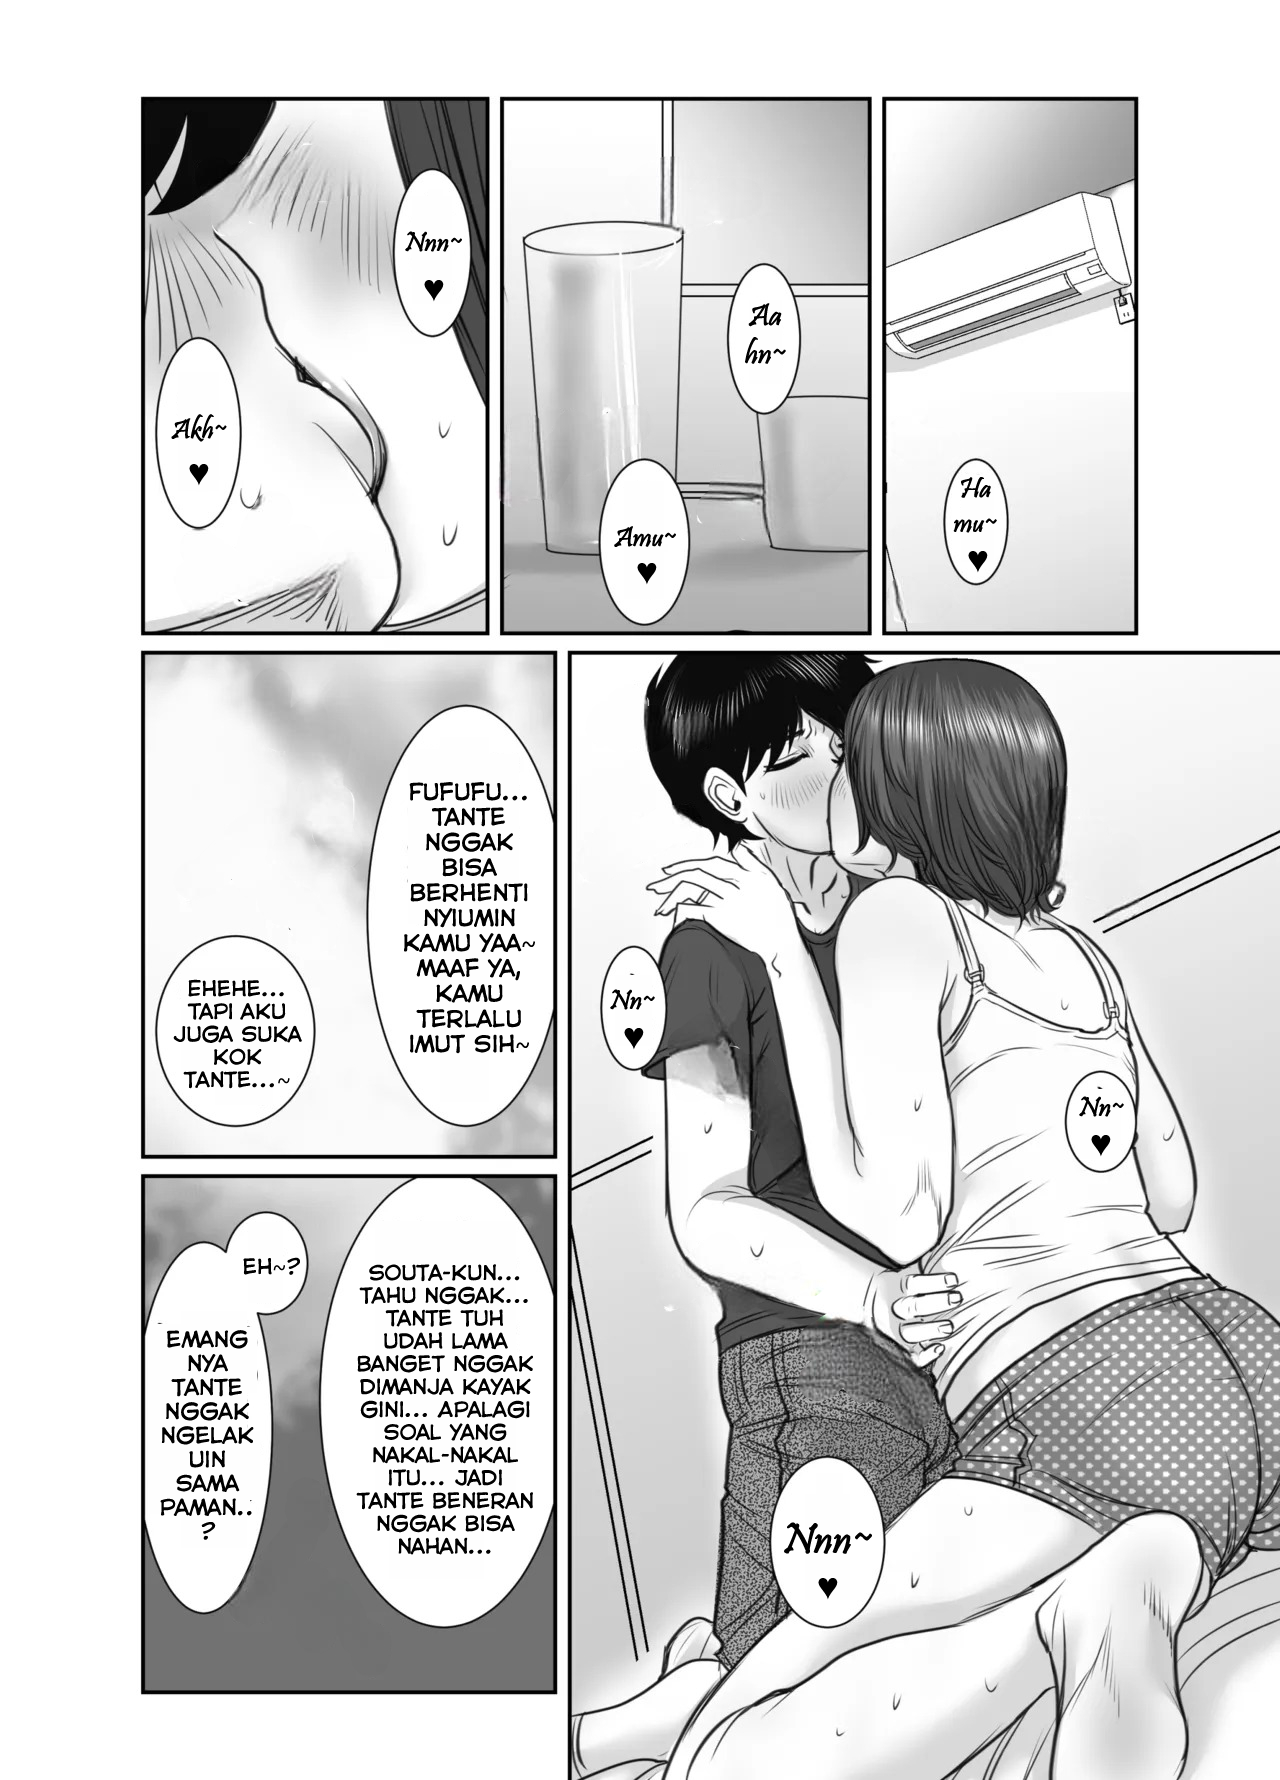 Ha
mu~
♥
Aa
hn~
Amu~
♥
Nnn~
♥
Akh~
♥
Nn~
♥
Nn~
♥
Nnn~
♥
FUFUFU...
TANTE
NGGAK
BISA
BERHENTI
NYIUMIN
KAMU YAA~
MAAF YA,
KAMU
TERLALU
IMUT SIH~
EHEHE...
TAPI AKU
JUGA SUKA
KOK
TANTE...~
SOUTA-KUN...
TAHU NGGAK...
TANTE TUH
UDAH LAMA
BANGET NGGAK
DIMANJA KAYAK
GINI... APALAGI
SOAL YANG
NAKAL-NAKAL
ITU... JADI
TANTE BENERAN
NGGAK BISA
NAHAN...
EH~?
EMANG
NYA
TANTE
NGGAK
NGELAK
UIN
SAMA
PAMAN..
?